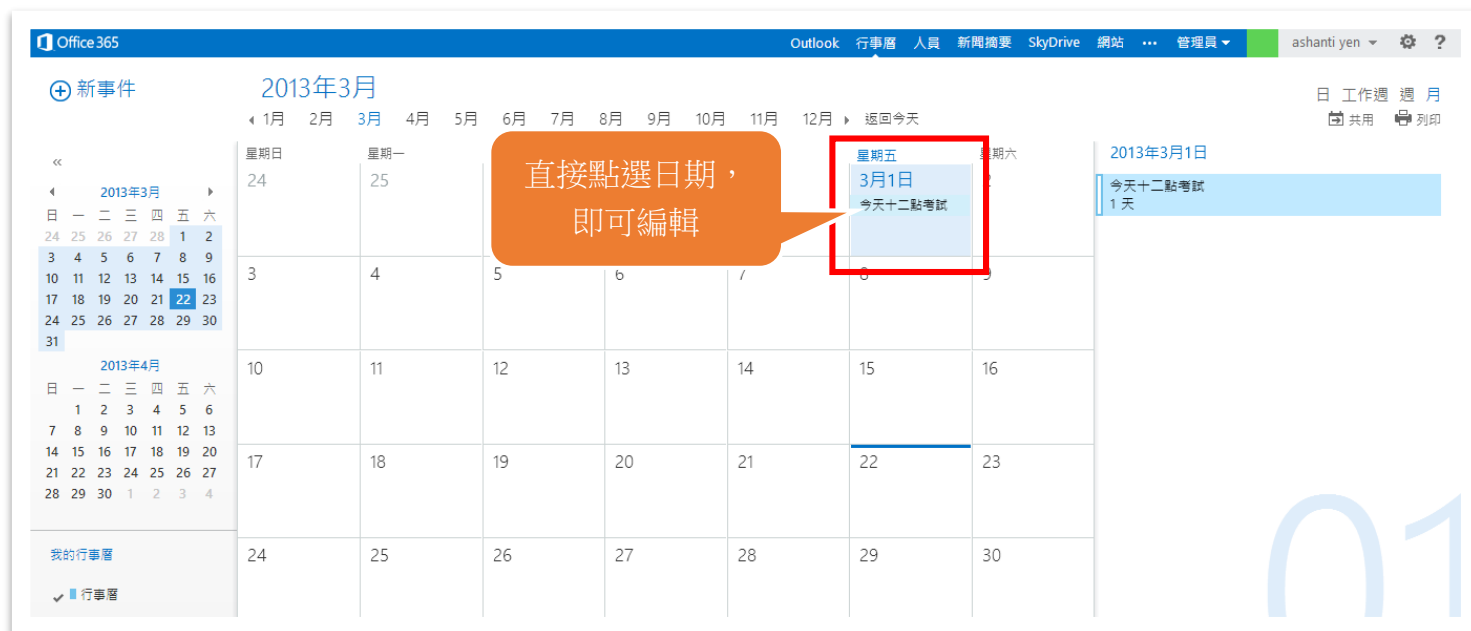 Office 365 Outlook 行事曆 人員 新聞摘要 SkyDrive 網站 ••• 管理員 ashanti yen ?
新事件
2013年3月
日 工作週 週 月
1月 2月 3月 4月 5月 6月 7月 8月 9月 10月 11月 12月 返回今天
共用 列印
«
2013年3月
日 一 二 三 四 五 六
24 25 26 27 28 1 2
3 4 5 6 7 8 9
10 11 12 13 14 15 16
17 18 19 20 21 22 23
24 25 26 27 28 29 30
31
2013年4月
日 一 二 三 四 五 六
1 2 3 4 5 6
7 8 9 10 11 12 13
14 15 16 17 18 19 20
21 22 23 24 25 26 27
28 29 30 1 2 3 4
我的行事曆
行事曆
星期日 星期一 星期五 星期六
24 25 3月1日 2
今天十二點考試
直接點選日期，
即可編輯
3 4 5 6 7 8 9
10 11 12 13 14 15 16
17 18 19 20 21 22 23
24 25 26 27 28 29 30
2013年3月1日
今天十二點考試
1 天
01